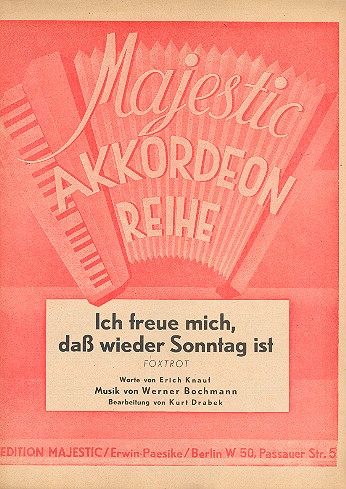 Majestic
AKKORDEON
REIHE
Ich freue mich,
daß wieder Sonntag ist
FOXTROT
Worte von Erich Knauf
Musik von Werner Bochmann
Bearbeitung von Kurt Drabek
EDITION MAJESTIC/Erwin-Paesike/Berlin W 50, Passauer Str. 5